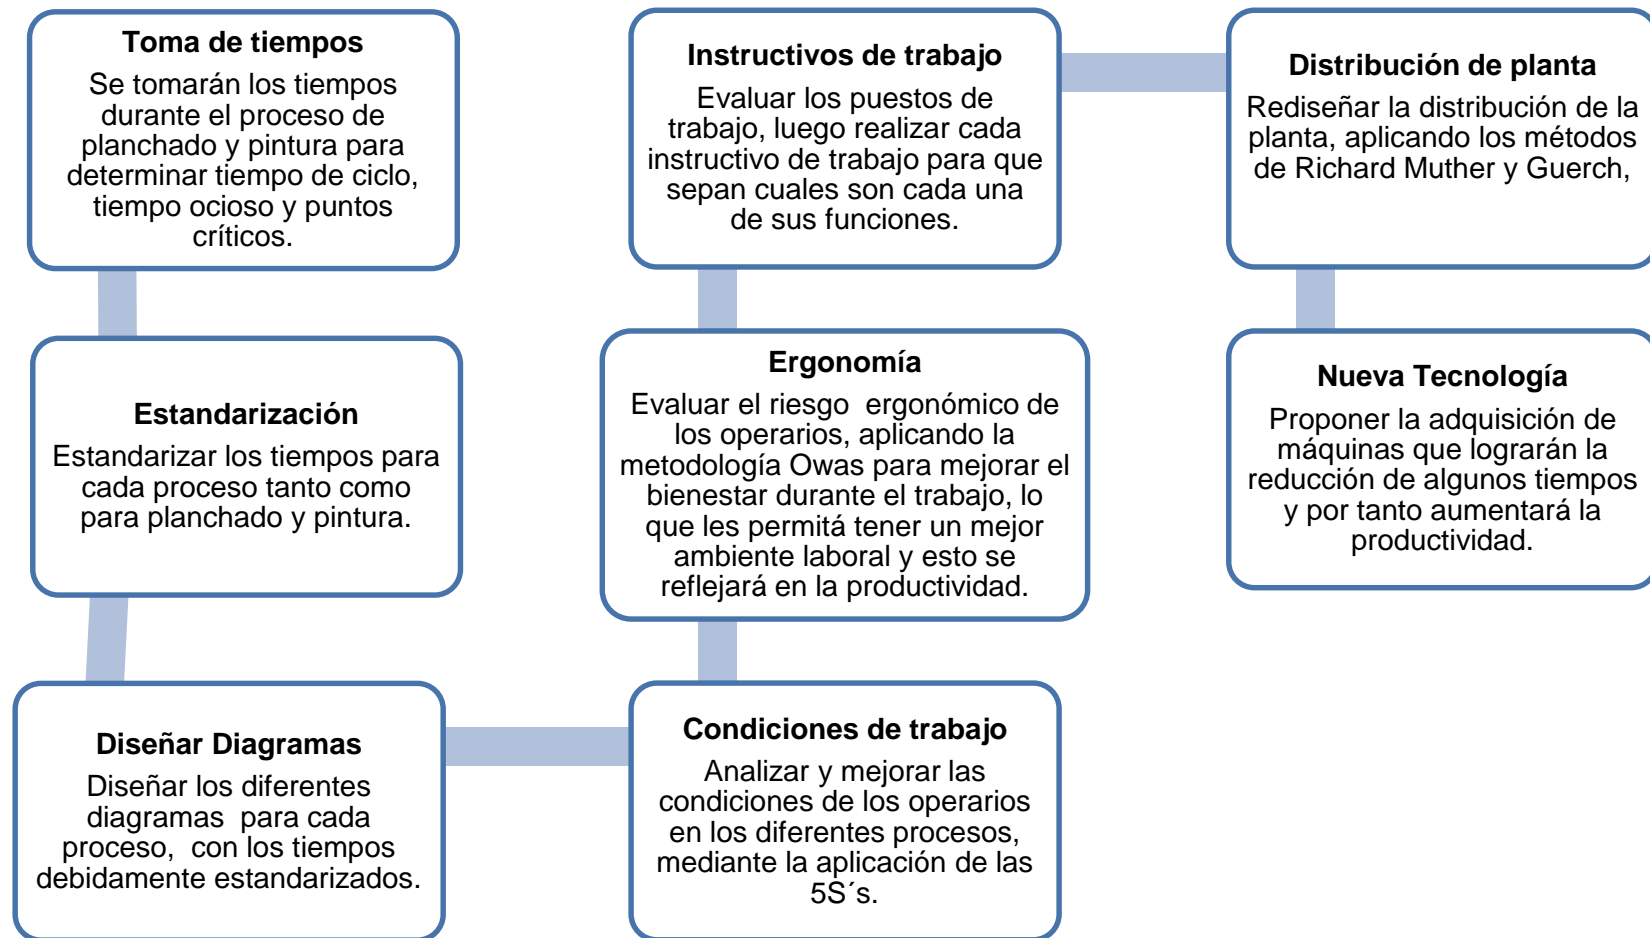 Toma de tiempos
Se tomarán los tiempos
durante el proceso de
planchado y pintura para
determinar tiempo de ciclo,
tiempo ocioso y puntos
críticos.
Estandarización
Estandarizar los tiempos para
cada proceso tanto como
para planchado y pintura.
Diseñar Diagramas
Diseñar los diferentes
diagramas para cada
proceso, con los tiempos
debidamente estandarizados.
Condiciones de trabajo
Analizar y mejorar las
condiciones de los operarios
en los diferentes procesos,
mediante la aplicación de las
5S´s.
Ergonomía
Evaluar el riesgo ergonómico de
los operarios, aplicando la
metodología Owas para mejorar el
bienestar durante el trabajo, lo
que les permitá tener un mejor
ambiente laboral y esto se
reflejará en la productividad.
Instructivos de trabajo
Evaluar los puestos de
trabajo, luego realizar cada
instructivo de trabajo para que
sepan cuales son cada una
de sus funciones.
Distribución de planta
Rediseñar la distribución de la
planta, aplicando los métodos
de Richard Muther y Guerch,
Nueva Tecnología
Proponer la adquisición de
máquinas que lograrán la
reducción de algunos tiempos
y por tanto aumentará la
productividad.